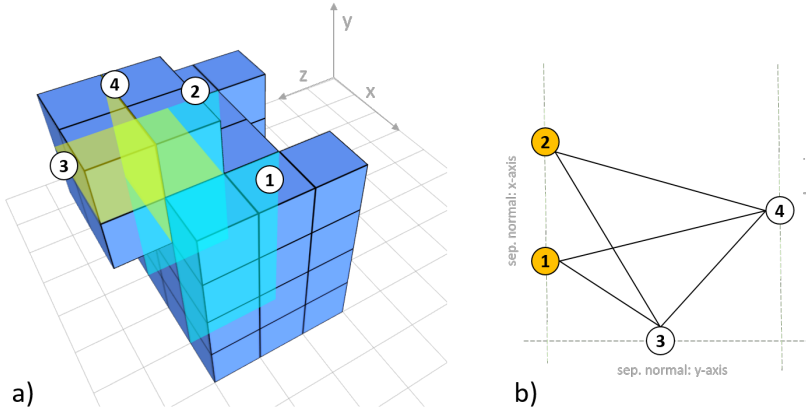 y
z
x
4
2
3
1
a)
2
sep. normal: x-axis
4
1
3
sep. normal: y-axis
b)